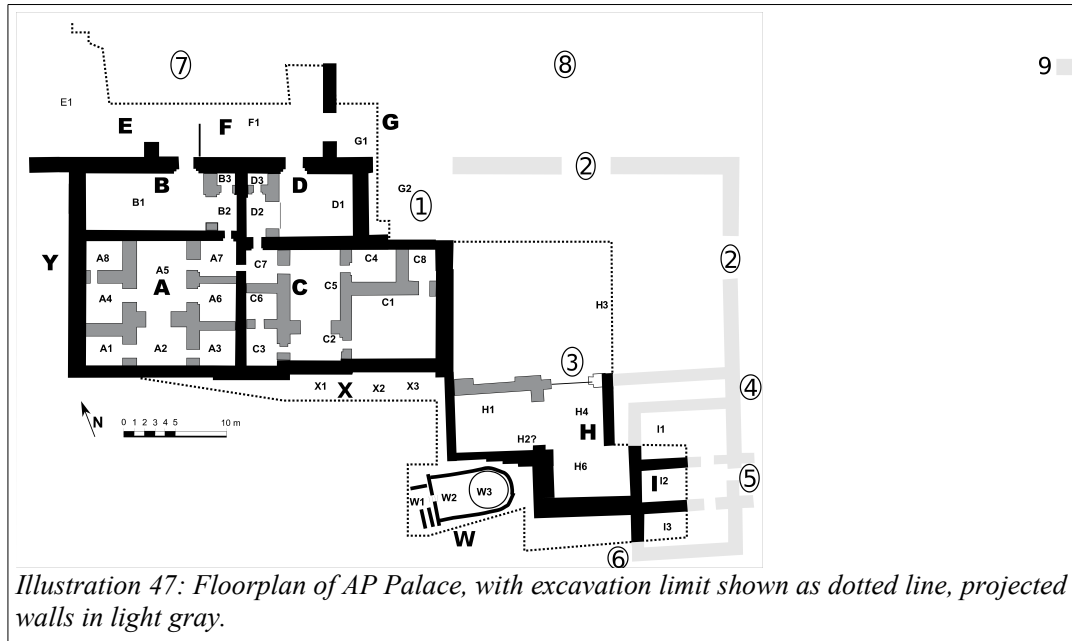 7
8
9
E1
E
F
F1
G
G1
2
B3
D3
B
D
G2
B1
B2
D2
D1
1
2
Y
A8
A7
C7
C4
C8
A5
A
C
C5
A4
A6
C6
C1
H3
A1
A2
A3
C3
C2
3
4
X1
X
X2
X3
N
0 1 2 3 4 5 10 m
H1
H4
H
I1
H2?
H6
I
I2
5
W1
W2
W3
W
I3
6
Illustration 47: Floorplan of AP Palace, with excavation limit shown as dotted line, projected
walls in light gray.